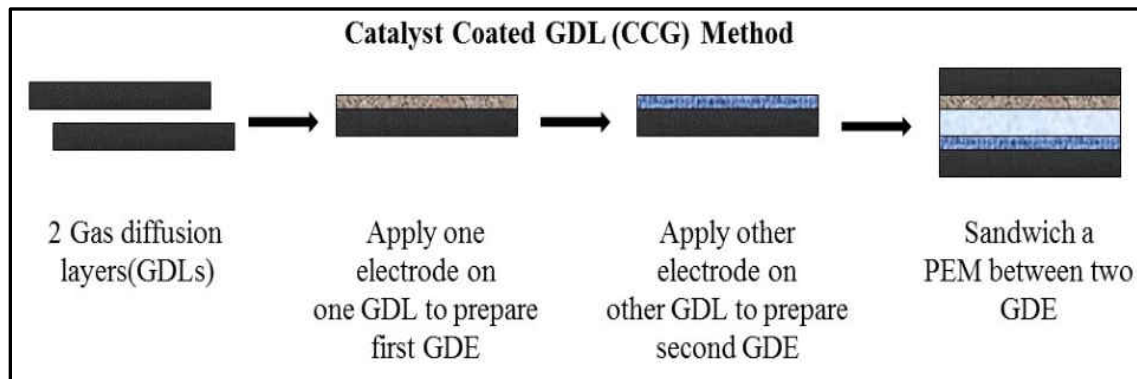 Catalyst Coated GDL (CCG) Method
2 Gas diffusion
layers(GDLs)
Apply one
electrode on
one GDL to prepare
first GDE
Apply other
electrode on
other GDL to prepare
second GDE
Sandwich a
PEM between two
GDE